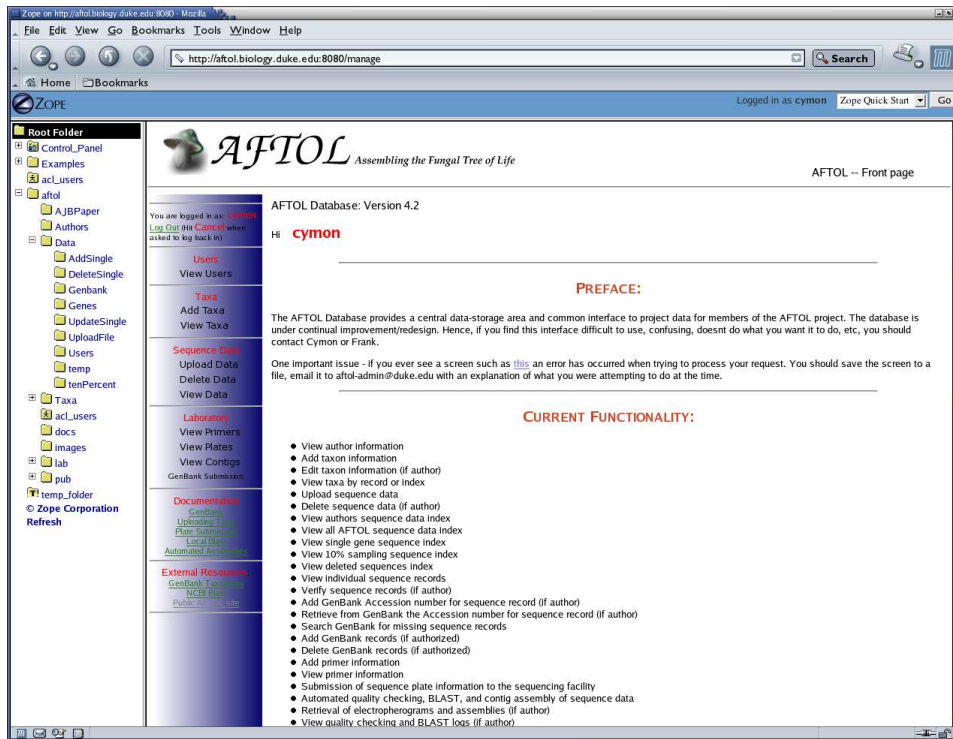 Zope on http://aftol.biology.duke.edu:8080 - Mozilla
File Edit View Go Bookmarks Tools Window Help
http://aftol.biology.duke.edu:8080/manage
Search
Home Bookmarks
ZOPE
Logged in as cymon
Zope Quick Start
Go
Root Folder
Control_Panel
Examples
acl_users
aftol
AJBPaper
Authors
Data
AddSingle
DeleteSingle
Genbank
Genes
UpdateSingle
UploadFile
Users
temp
tenPercent
Taxa
acl_users
docs
images
lab
pub
temp_folder
© Zope Corporation
Refresh
AFTOL Assembling the Fungal Tree of Life
AFTOL -- Front page
You are logged in as: cymon
Log Out (Hit Cancel when
asked to log back in)
Users
View Users
Taxa
Add Taxa
View Taxa
Sequence Data
Upload Data
Delete Data
View Data
Laboratory
View Primers
View Plates
View Contigs
GenBank Submission
Documentation
GenBank
Uploading
Plate
Local Blast
Automated
External Resources
GenBank
NCBI Blast
Public
AFTOL Database: Version 4.2
Hi cymon
PREFACE:
The AFTOL Database provides a central data-storage area and common interface to project data for members of the AFTOL project. The database is
under continual improvement/redesign. Hence, if you find this interface difficult to use, confusing, doesnt do what you want it to do, etc, you should
contact Cymon or Frank.
One important issue - if you ever see a screen such as this an error has occurred when trying to process your request. You should save the screen to a
file, email it to aftol-admin@duke.edu with an explanation of what you were attempting to do at the time.
CURRENT FUNCTIONALITY:
View author information
Add taxon information
Edit taxon information (if author)
View taxa by record or index
Upload sequence data
Delete sequence data (if author)
View authors sequence data index
View all AFTOL sequence data index
View single gene sequence index
View 10% sampling sequence index
View deleted sequences index
View individual sequence records
Verify sequence records (if author)
Add GenBank Accession number for sequence record (if author)
Retrieve from GenBank the Accession number for sequence record (if author)
Search GenBank for missing sequence records
Add GenBank records (if authorized)
Delete GenBank records (if authorized)
Add primer information
View primer information
Submission of sequence plate information to the sequencing facility
Automated quality checking, BLAST, and contig assembly of sequence data
Retrieval of electropherograms and assemblies (if author)
View quality checking and BLAST logs (if author)